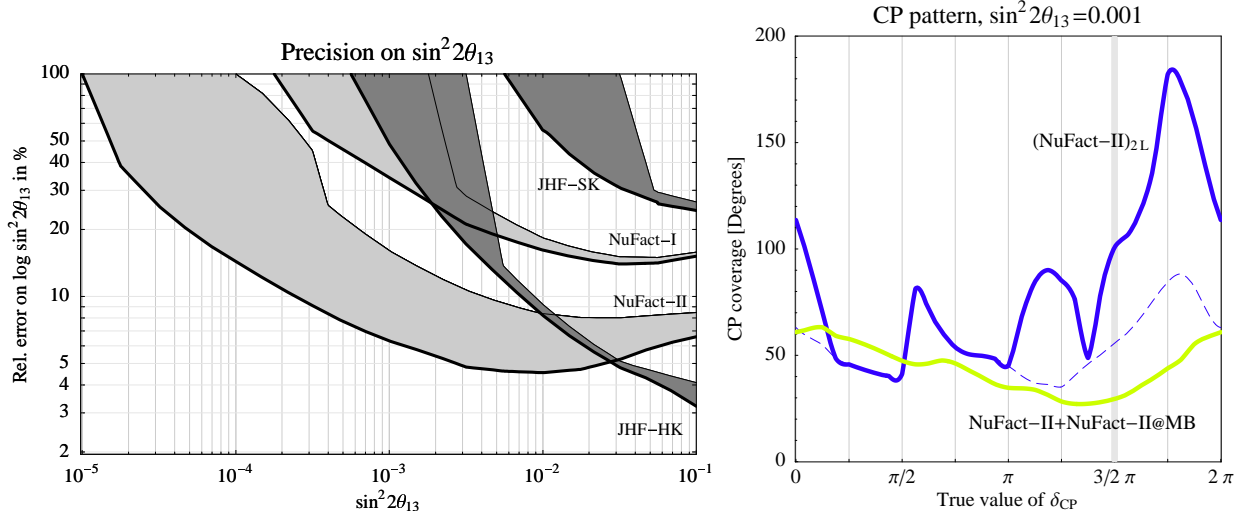 Precision on sin²2θ₁₃
Rel. error on log sin²2θ₁₃ in %
100
50
40
30
20
10
5
4
3
2
JHF−SK
NuFact−I
NuFact−II
JHF−HK
10⁻⁵
10⁻⁴
10⁻³
10⁻²
10⁻¹
sin²2θ₁₃
CP pattern, sin²2θ₁₃=0.001
CP coverage [Degrees]
200
150
100
50
0
(NuFact−II)₂L
NuFact−II+NuFact−II@MB
0
π/2
π
3/2 π
2 π
True value of δCP